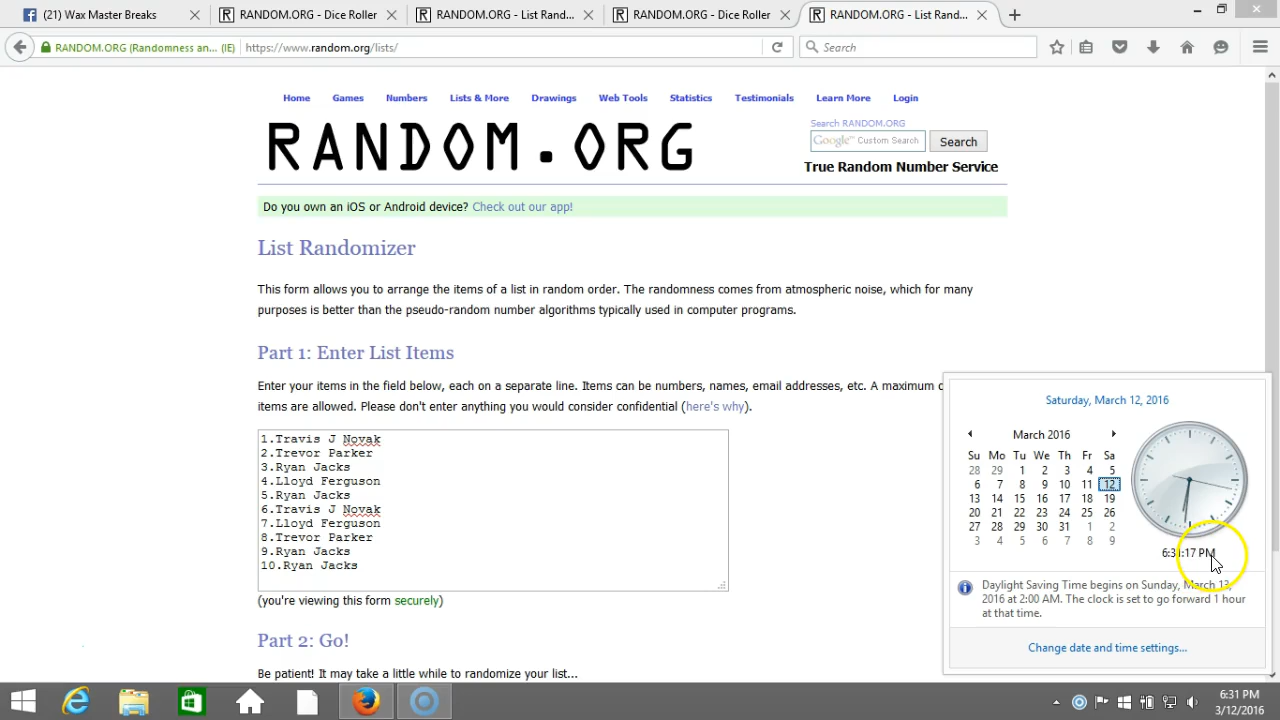 (21) Wax Master Breaks
RANDOM.ORG - Dice Roller
RANDOM.ORG - List Rand...
RANDOM.ORG - Dice Roller
RANDOM.ORG - List Rand...
RANDOM.ORG (Randomness an... (IE)
https://www.random.org/lists/
Search
Home Games Numbers Lists & More Drawings Web Tools Statistics Testimonials Learn More Login
RANDOM.ORG
Search RANDOM.ORG
Google™ Custom Search
Search
True Random Number Service
Do you own an iOS or Android device? Check out our app!
List Randomizer
This form allows you to arrange the items of a list in random order. The randomness comes from atmospheric noise, which for many
purposes is better than the pseudo-random number algorithms typically used in computer programs.
Part 1: Enter List Items
Enter your items in the field below, each on a separate line. Items can be numbers, names, email addresses, etc. A maximum
items are allowed. Please don't enter anything you would consider confidential (here's why).
1.Travis J Novak
2.Trevor Parker
3.Ryan Jacks
4.Lloyd Ferguson
5.Ryan Jacks
6.Travis J Novak
7.Lloyd Ferguson
8.Trevor Parker
9.Ryan Jacks
10.Ryan Jacks
(you're viewing this form securely)
Part 2: Go!
Be patient! It may take a little while to randomize your list...
Saturday, March 12, 2016
March 2016
Su Mo Tu We Th Fr Sa
28 29 1 2 3 4 5
6 7 8 9 10 11 12
13 14 15 16 17 18 19
20 21 22 23 24 25 26
27 28 29 30 31 1 2
3 4 5 6 7 8 9
6:31:17 PM
Daylight Saving Time begins on Sunday, March 13,
2016 at 2:00 AM. The clock is set to go forward 1 hour
at that time.
Change date and time settings...
6:31 PM
3/12/2016